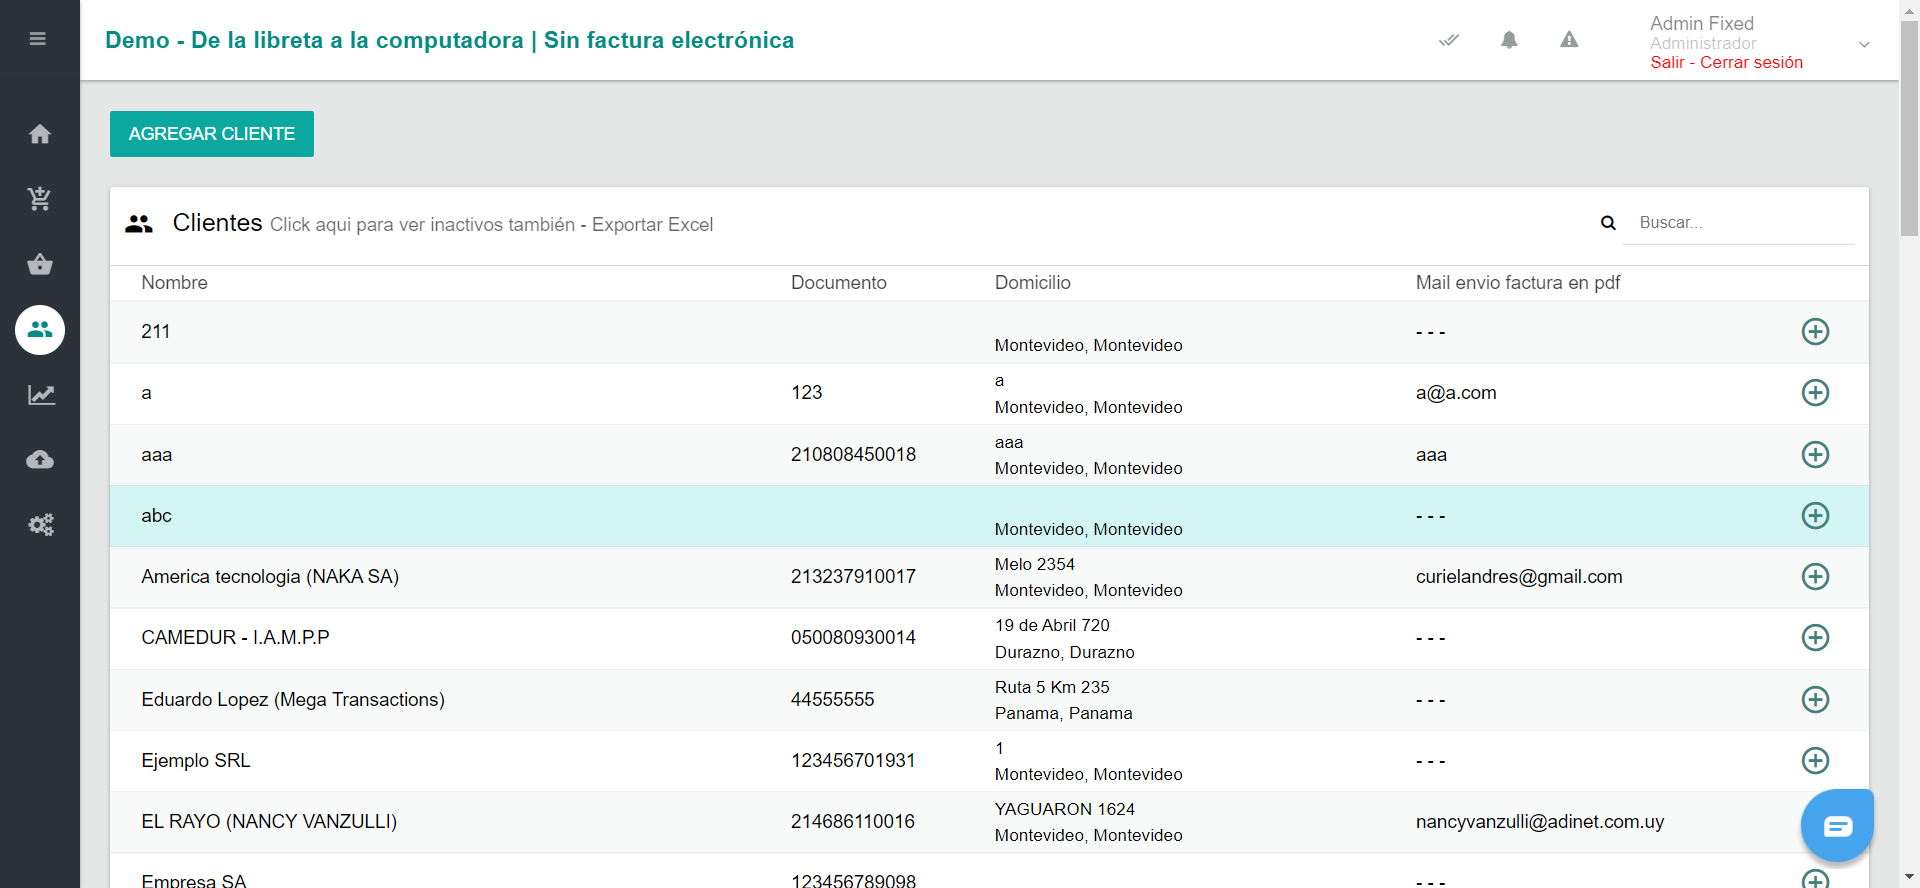 Demo - De la libreta a la computadora | Sin factura electrónica
Admin Fixed
Administrador
Salir - Cerrar sesión
AGREGAR CLIENTE
Clientes Click aqui para ver inactivos también - Exportar Excel
Buscar...
Nombre Documento Domicilio Mail envio factura en pdf
211 - - -
Montevideo, Montevideo
a 123 a a@a.com
Montevideo, Montevideo
aaa 210808450018 aaa aaa
Montevideo, Montevideo
abc - - -
Montevideo, Montevideo
America tecnologia (NAKA SA) 213237910017 Melo 2354 curielandres@gmail.com
Montevideo, Montevideo
CAMEDUR - I.A.M.P.P 050080930014 19 de Abril 720 - - -
Durazno, Durazno
Eduardo Lopez (Mega Transactions) 44555555 Ruta 5 Km 235 - - -
Panama, Panama
Ejemplo SRL 123456701931 1 - - -
Montevideo, Montevideo
EL RAYO (NANCY VANZULLI) 214686110016 YAGUARON 1624 nancyvanzulli@adinet.com.uy
Montevideo, Montevideo
Empresa SA 123456789098 - - -